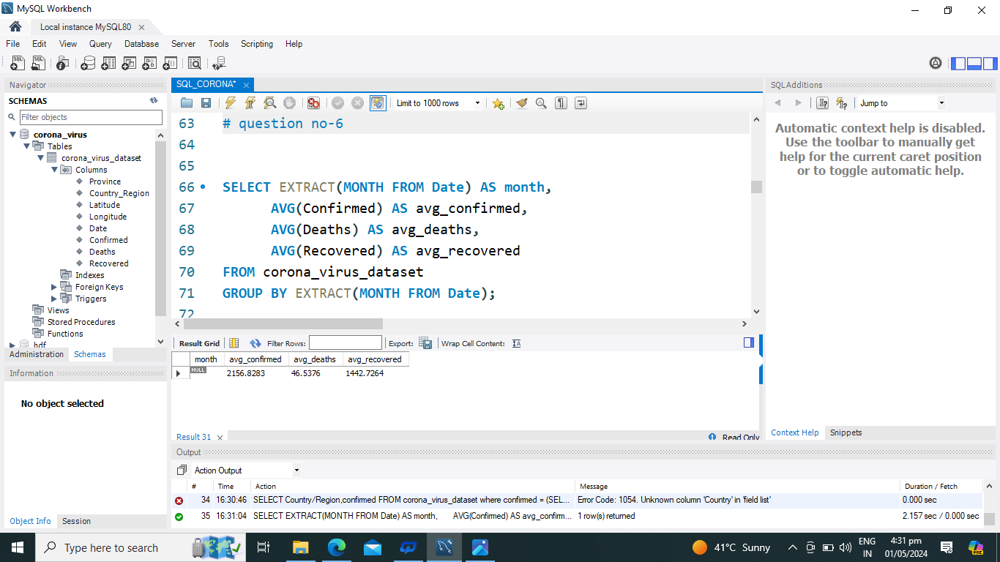 MySQL Workbench
Local instance MySQL80
File Edit View Query Database Server Tools Scripting Help
Navigator
SCHEMAS
Filter objects
corona_virus
Tables
corona_virus_dataset
Columns
Province
Country_Region
Latitude
Longitude
Date
Confirmed
Deaths
Recovered
Indexes
Foreign Keys
Triggers
Views
Stored Procedures
Functions
hdf
Administration Schemas
Information
No object selected
Object Info Session
SQL_CORONA*
Limit to 1000 rows
63 # question no-6
64
65
66 SELECT EXTRACT(MONTH FROM Date) AS month,
67 AVG(Confirmed) AS avg_confirmed,
68 AVG(Deaths) AS avg_deaths,
69 AVG(Recovered) AS avg_recovered
70 FROM corona_virus_dataset
71 GROUP BY EXTRACT(MONTH FROM Date);
72
Result Grid Filter Rows: Export: Wrap Cell Content:
month avg_confirmed avg_deaths avg_recovered
NULL 2156.8283 46.5376 1442.7264
Result 31 Read Only
SQLAdditions
Jump to
Automatic context help is disabled.
Use the toolbar to manually get
help for the current caret position
or to toggle automatic help.
Context Help Snippets
Output
Action Output
# Time Action Message Duration / Fetch
34 16:30:46 SELECT Country/Region,confirmed FROM corona_virus_dataset where confirmed = (SEL... Error Code: 1054. Unknown column 'Country' in 'field list' 0.000 sec
35 16:31:04 SELECT EXTRACT(MONTH FROM Date) AS month, AVG(Confirmed) AS avg_confirm... 1 row(s) returned 2.157 sec / 0.000 sec
Type here to search
41°C Sunny
ENG
IN
4:31 pm
01/05/2024
PRE